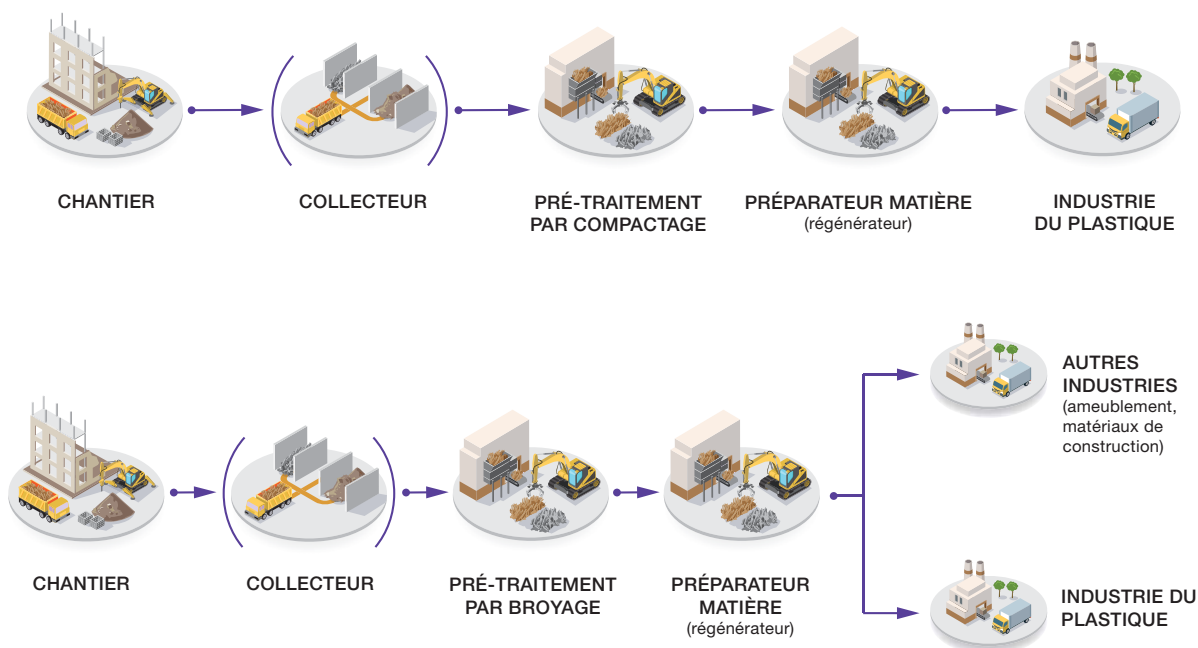 CHANTIER
COLLECTEUR
PRÉ-TRAITEMENT
PAR COMPACTAGE
PRÉPARATEUR MATIÈRE
(régénérateur)
INDUSTRIE
DU PLASTIQUE
AUTRES
INDUSTRIES
(ameublement,
matériaux de
construction)
CHANTIER
COLLECTEUR
PRÉ-TRAITEMENT
PAR BROYAGE
PRÉPARATEUR
MATIÈRE
(régénérateur)
INDUSTRIE DU
PLASTIQUE